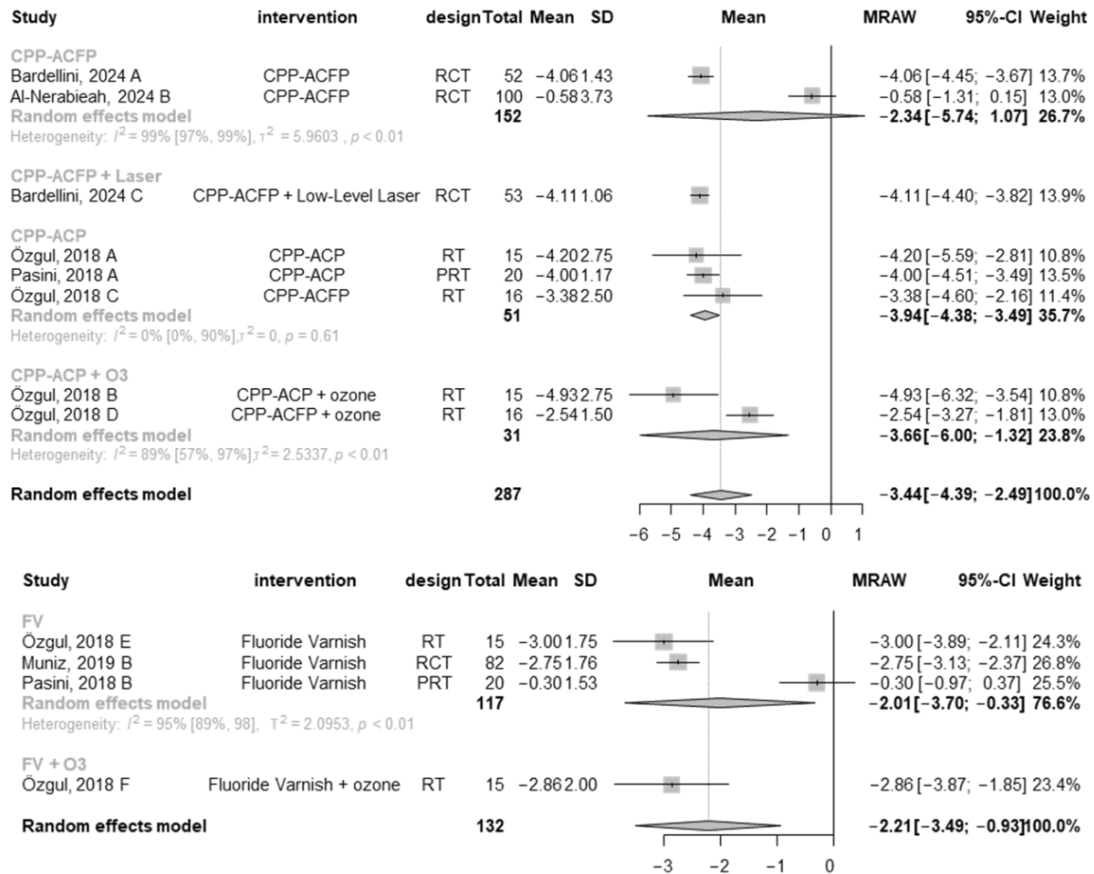 Study intervention design Total Mean SD Mean MRAW 95%-CI Weight
CPP-ACFP
Bardellini, 2024 A CPP-ACFP RCT 52 −4.06 1.43 −4.06 [−4.45; −3.67] 13.7%
Al-Nerabieah, 2024 B CPP-ACFP RCT 100 −0.58 3.73 −0.58 [−1.31; 0.15] 13.0%
Random effects model 152 −2.34 [−5.74; 1.07] 26.7%
Heterogeneity: I² = 99% [97%, 99%], τ² = 5.9603 , p < 0.01
CPP-ACFP + Laser
Bardellini, 2024 C CPP-ACFP + Low-Level Laser RCT 53 −4.11 1.06 −4.11 [−4.40; −3.82] 13.9%
CPP-ACP
Özgul, 2018 A CPP-ACP RT 15 −4.20 2.75 −4.20 [−5.59; −2.81] 10.8%
Pasini, 2018 A CPP-ACP PRT 20 −4.00 1.17 −4.00 [−4.51; −3.49] 13.5%
Özgul, 2018 C CPP-ACFP RT 16 −3.38 2.50 −3.38 [−4.60; −2.16] 11.4%
Random effects model 51 −3.94 [−4.38; −3.49] 35.7%
Heterogeneity: I² = 0% [0%, 90%],τ² = 0, p = 0.61
CPP-ACP + O3
Özgul, 2018 B CPP-ACP + ozone RT 15 −4.93 2.75 −4.93 [−6.32; −3.54] 10.8%
Özgul, 2018 D CPP-ACFP + ozone RT 16 −2.54 1.50 −2.54 [−3.27; −1.81] 13.0%
Random effects model 31 −3.66 [−6.00; −1.32] 23.8%
Heterogeneity: I² = 89% [57%, 97%],τ² = 2.5337, p < 0.01
Random effects model 287 −3.44 [−4.39; −2.49] 100.0%
−6 −5 −4 −3 −2 −1 0 1
Study intervention design Total Mean SD Mean MRAW 95%-CI Weight
FV
Özgul, 2018 E Fluoride Varnish RT 15 −3.00 1.75 −3.00 [−3.89; −2.11] 24.3%
Muniz, 2019 B Fluoride Varnish RCT 82 −2.75 1.76 −2.75 [−3.13; −2.37] 26.8%
Pasini, 2018 B Fluoride Varnish PRT 20 −0.30 1.53 −0.30 [−0.97; 0.37] 25.5%
Random effects model 117 −2.01 [−3.70; −0.33] 76.6%
Heterogeneity: I² = 95% [89%, 98], τ² = 2.0953, p < 0.01
FV + O3
Özgul, 2018 F Fluoride Varnish + ozone RT 15 −2.86 2.00 −2.86 [−3.87; −1.85] 23.4%
Random effects model 132 −2.21 [−3.49; −0.93] 100.0%
−3 −2 −1 0